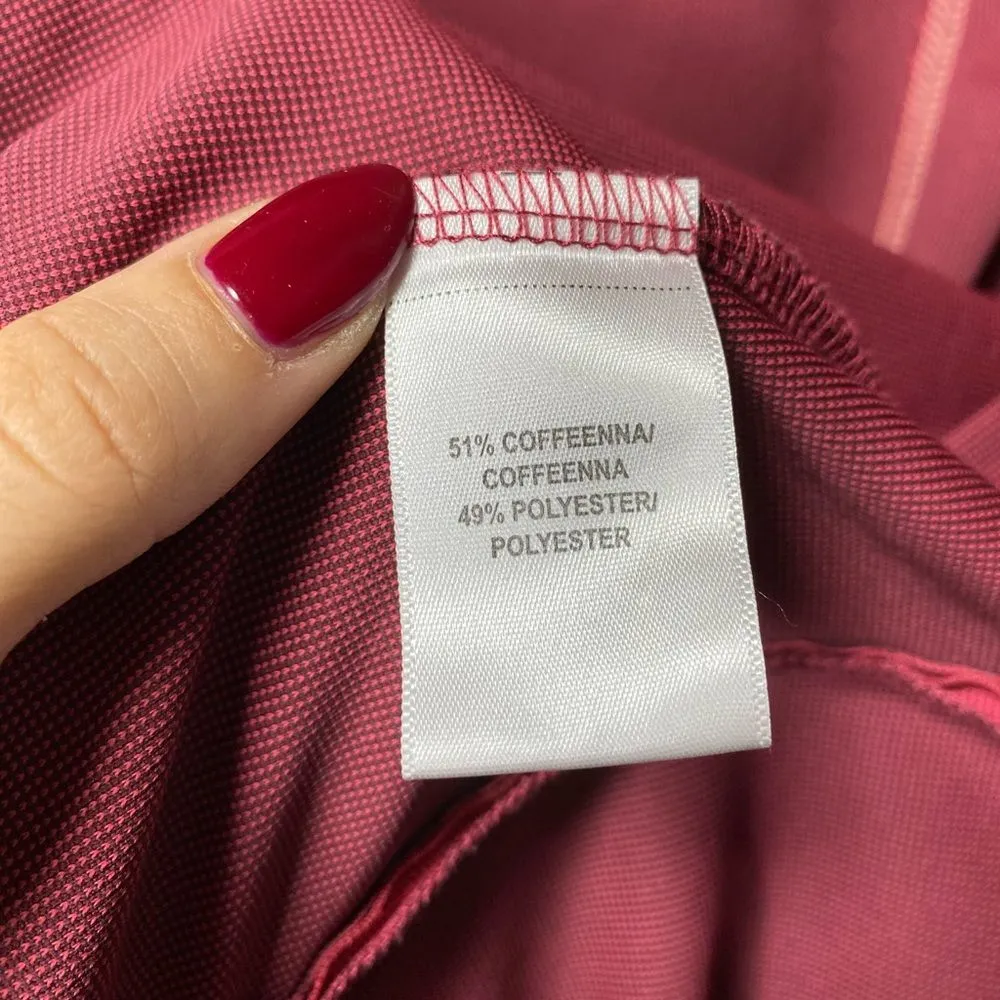 51% COFFEENNA/
COFFEENNA
49% POLYESTER/
POLYESTER